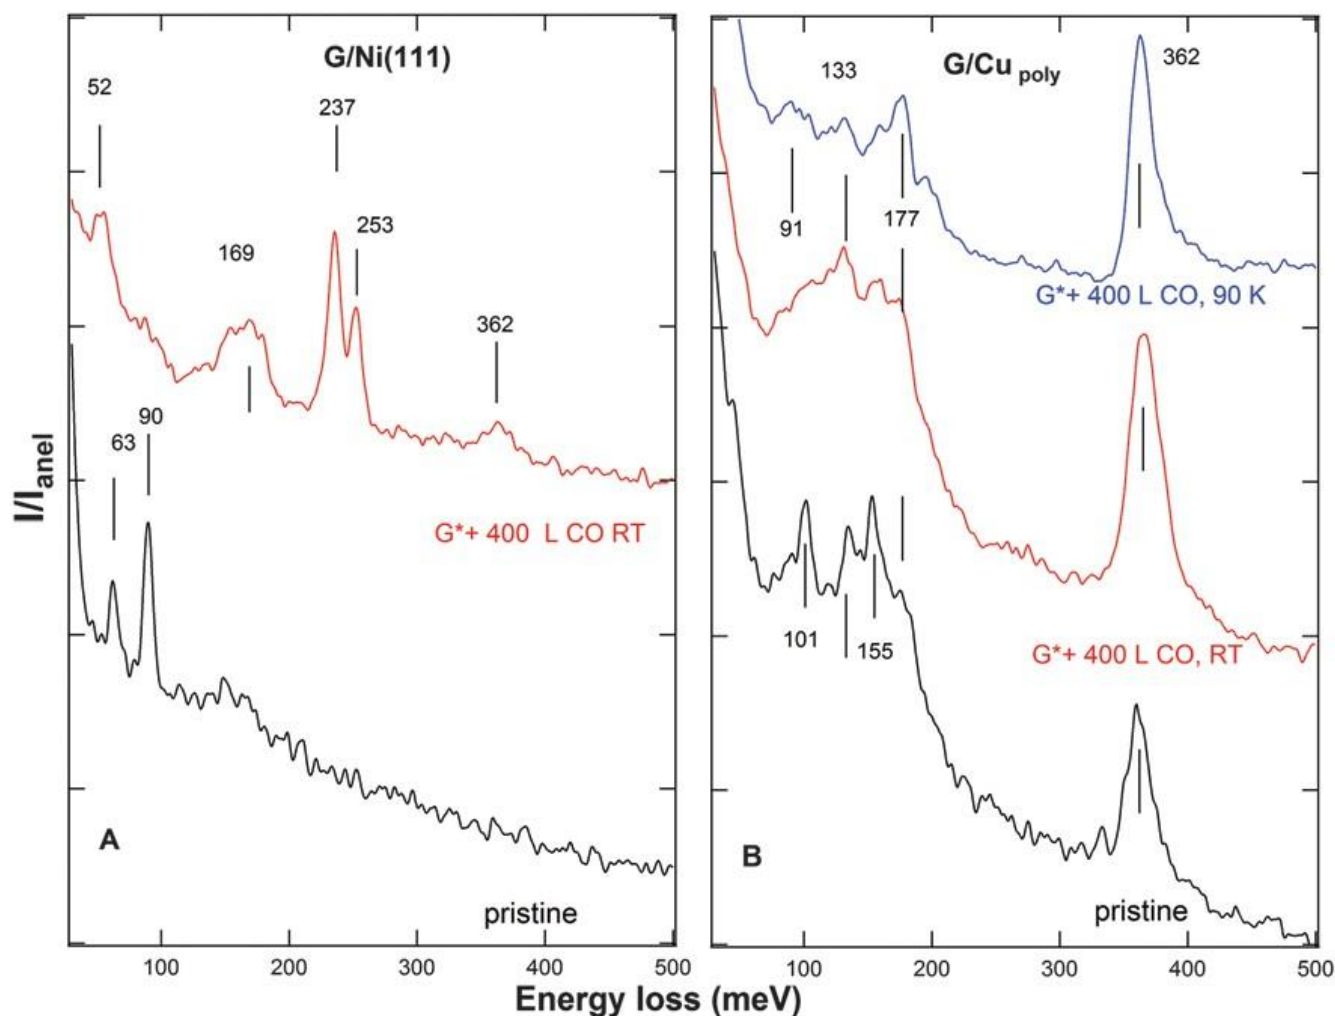 G/Ni(111)
52
237
253
169
362
63
90
G*+ 400 L CO RT
A
pristine
I/I anel
100
200
300
400
500
G/Cu poly
133
362
91
177
G*+ 400 L CO, 90 K
101
155
G*+ 400 L CO, RT
B
pristine
100
200
300
400
500
Energy loss (meV)